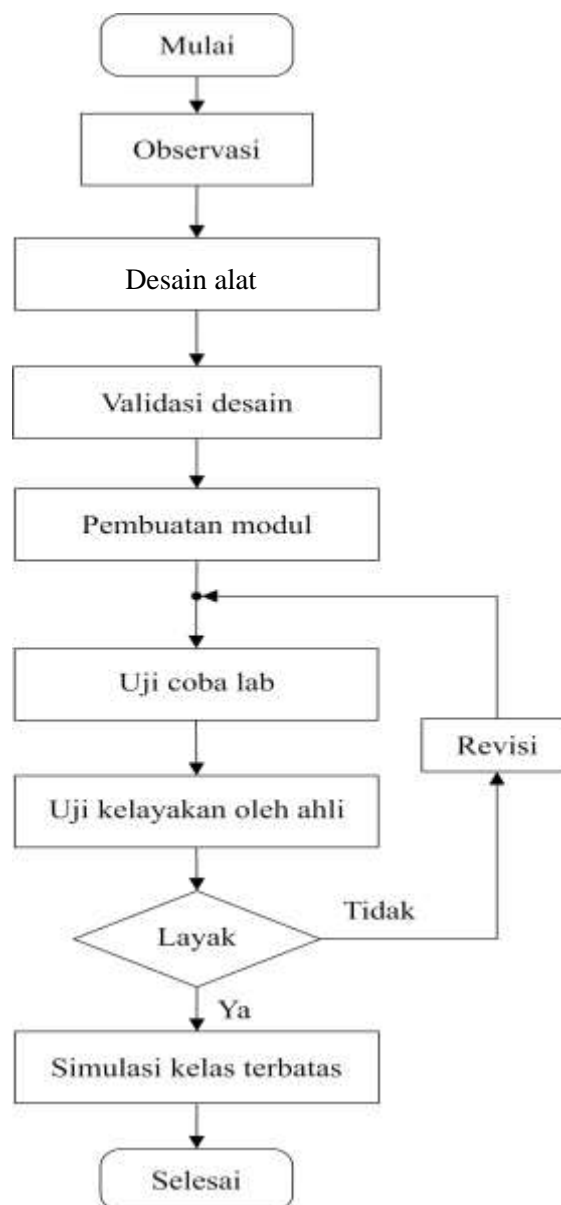 Mulai
Observasi
Desain alat
Validasi desain
Pembuatan modul
Uji coba lab
Revisi
Uji kelayakan oleh ahli
Tidak
Layak
Ya
Simulasi kelas terbatas
Selesai